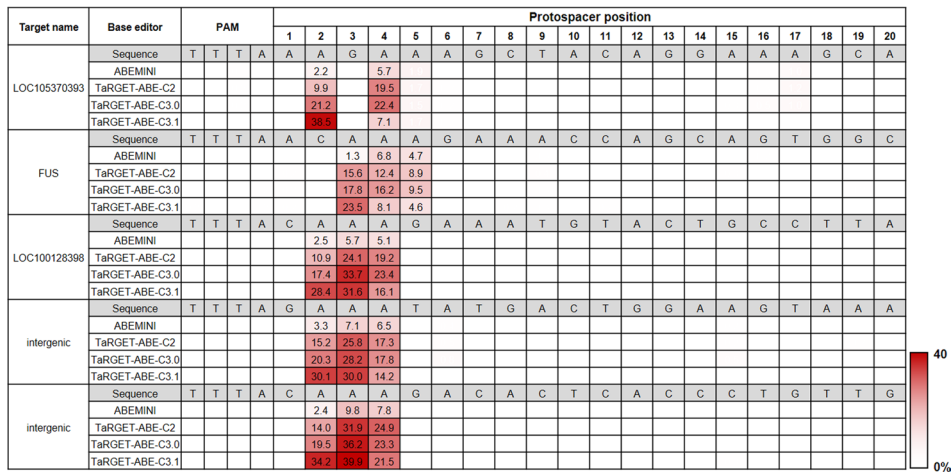 Target name Base editor PAM Protospacer position
1 2 3 4 5 6 7 8 9 10 11 12 13 14 15 16 17 18 19 20
Sequence T T T A A A G A A A G C T A C A G G A A A G C A
LOC105370393
ABEMINI 2.2 5.7
TaRGET-ABE-C2 9.9 19.5
TaRGET-ABE-C3.0 21.2 22.4
TaRGET-ABE-C3.1 38.5 7.1
Sequence T T T A A C A A A G A A A C C A G C A G T G G C
FUS
ABEMINI 1.3 6.8 4.7
TaRGET-ABE-C2 15.6 12.4 8.9
TaRGET-ABE-C3.0 17.8 16.2 9.5
TaRGET-ABE-C3.1 23.5 8.1 4.6
Sequence T T T A C A A A G A A A T G T A C T G C C T T A
LOC100128398
ABEMINI 2.5 5.7 5.1
TaRGET-ABE-C2 10.9 24.1 19.2
TaRGET-ABE-C3.0 17.4 33.7 23.4
TaRGET-ABE-C3.1 28.4 31.6 16.1
Sequence T T T A G A A A T A T G A C T G G A A G T A A A
intergenic
ABEMINI 3.3 7.1 6.5
TaRGET-ABE-C2 15.2 25.8 17.3
TaRGET-ABE-C3.0 20.3 28.2 17.8
TaRGET-ABE-C3.1 30.1 30.0 14.2
Sequence T T T A C A A A G A C A C T C A C C C T G T T G
intergenic
ABEMINI 2.4 9.8 7.8
TaRGET-ABE-C2 14.0 31.9 24.9
TaRGET-ABE-C3.0 19.5 36.2 23.3
TaRGET-ABE-C3.1 34.2 39.9 21.5
40
0%